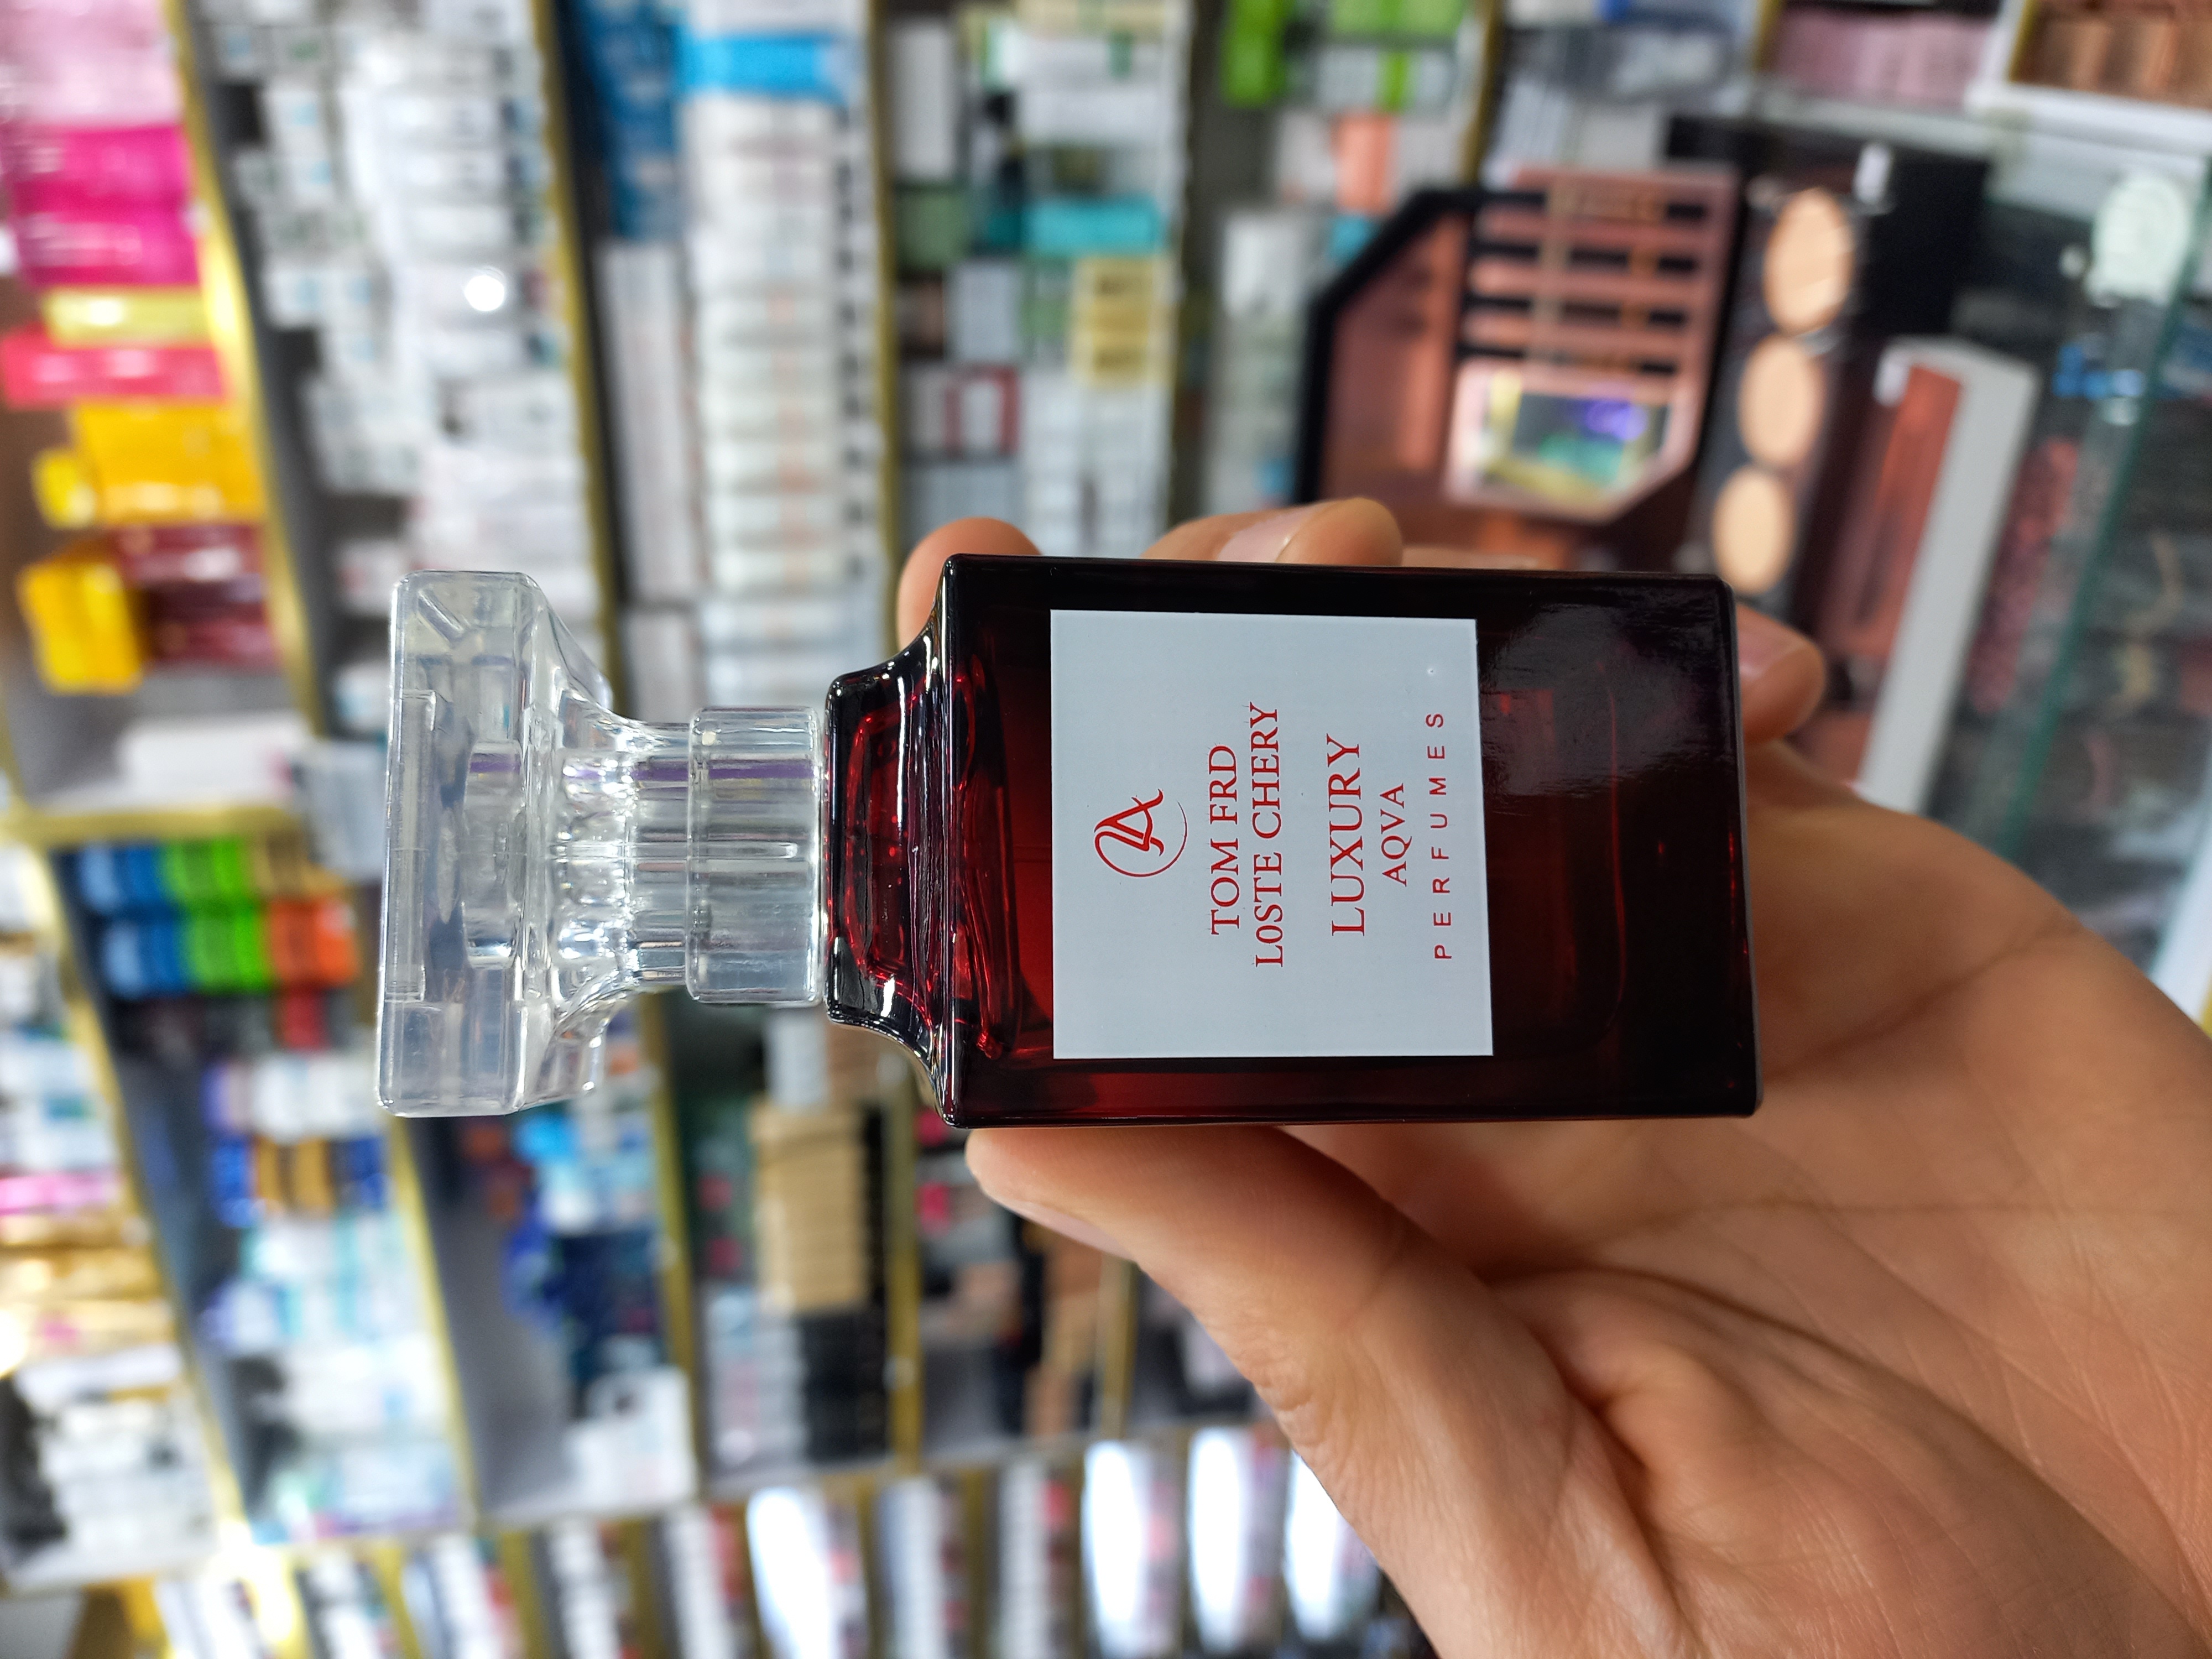 TOM FRD
LOSTE CHERY
LUXURY
AQVA
PERFUMES